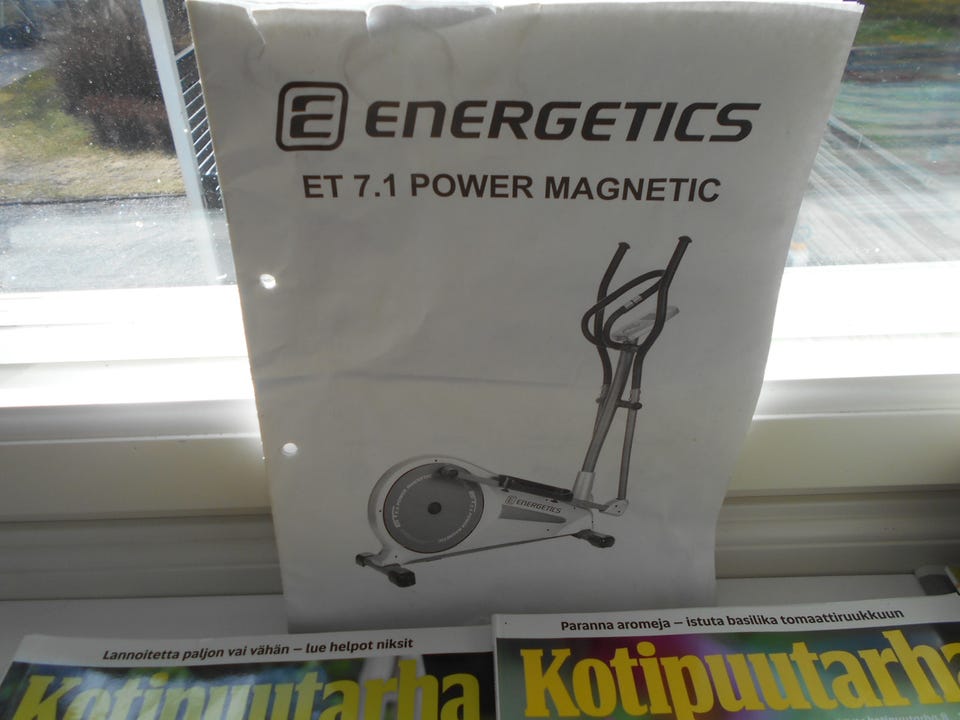 ENERGETICS
ET 7.1 POWER MAGNETIC
ENERGETICS
Lannoitetta paljon vai vähän – lue helpot niksit
Kotipuutarha
Paranna aromeja – istuta basilika tomaattiruukkuun
Kotipuutarha